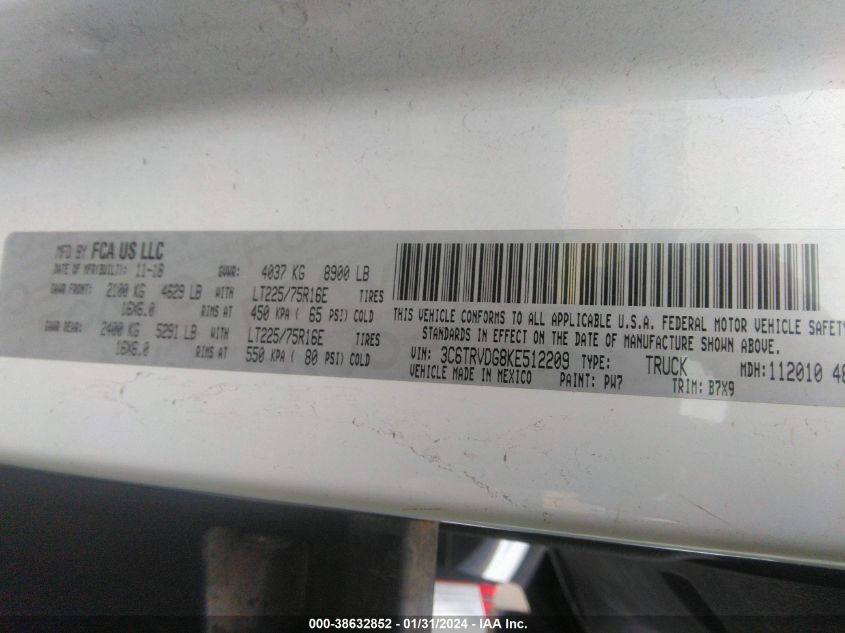 MFD BY FCA US LLC
DATE OF MFR(BUILT): 11-18 GVWR: 4037 KG 8900 LB
GAWR FRONT: 2100 KG 4629 LB WITH LT225/75R16E TIRES
16X6.0 RIMS AT 450 KPA ( 65 PSI) COLD
GAWR REAR: 2400 KG 5291 LB WITH LT225/75R16E TIRES
16X6.0 RIMS AT 550 KPA ( 80 PSI) COLD
THIS VEHICLE CONFORMS TO ALL APPLICABLE U.S.A. FEDERAL MOTOR VEHICLE SAFETY
STANDARDS IN EFFECT ON THE DATE OF MANUFACTURE SHOWN ABOVE.
VIN: 3C6TRVDG8KE512209 TYPE: TRUCK MDH: 112010 48
VEHICLE MADE IN MEXICO PAINT: PW7 TRIM: B7X9
000-38632852 - 01/31/2024 - IAA Inc.